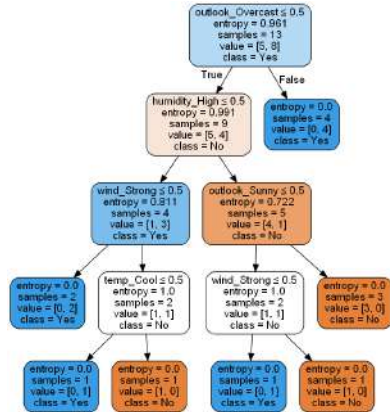 outlook_Overcast ≤ 0.5
entropy = 0.961
samples = 13
value = [5, 8]
class = Yes
True
False
humidity_High ≤ 0.5
entropy = 0.991
samples = 9
value = [5, 4]
class = No
entropy = 0.0
samples = 4
value = [0, 4]
class = Yes
wind_Strong ≤ 0.5
entropy = 0.811
samples = 4
value = [1, 3]
class = Yes
outlook_Sunny ≤ 0.5
entropy = 0.722
samples = 5
value = [4, 1]
class = No
entropy = 0.0
samples = 2
value = [0, 2]
class = Yes
temp_Cool ≤ 0.5
entropy = 1.0
samples = 2
value = [1, 1]
class = No
wind_Strong ≤ 0.5
entropy = 1.0
samples = 2
value = [1, 1]
class = No
entropy = 0.0
samples = 3
value = [3, 0]
class = No
entropy = 0.0
samples = 1
value = [0, 1]
class = Yes
entropy = 0.0
samples = 1
value = [1, 0]
class = No
entropy = 0.0
samples = 1
value = [0, 1]
class = Yes
entropy = 0.0
samples = 1
value = [1, 0]
class = No